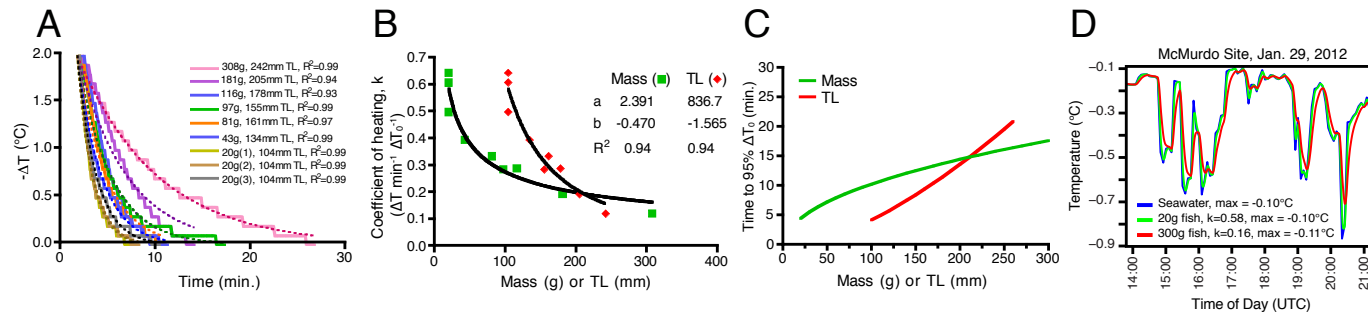 A
2.0
1.5
1.0
0.5
0.0
-ΔT (°C)
0
10
20
30
Time (min.)
308g, 242mm TL, R²=0.99
181g, 205mm TL, R²=0.94
116g, 178mm TL, R²=0.93
97g, 155mm TL, R²=0.99
81g, 161mm TL, R²=0.97
43g, 134mm TL, R²=0.99
20g(1), 104mm TL, R²=0.99
20g(2), 104mm TL, R²=0.99
20g(3), 104mm TL, R²=0.99
B
0.7
0.6
0.5
0.4
0.3
0.2
0.1
0.0
Coefficient of heating, k
(ΔT min⁻¹ ΔT₀⁻¹)
0
100
200
300
400
Mass (g) or TL (mm)
Mass ( ) TL ( )
a 2.391 836.7
b -0.470 -1.565
R² 0.94 0.94
C
30
25
20
15
10
5
0
Time to 95% ΔT₀ (min.)
0
50
100
150
200
250
300
Mass (g) or TL (mm)
Mass
TL
D
McMurdo Site, Jan. 29, 2012
−0.1
−0.3
−0.5
−0.7
−0.9
Temperature (°C)
14:00
15:00
16:00
17:00
18:00
19:00
20:00
21:00
Time of Day (UTC)
Seawater, max = -0.10°C
20g fish, k=0.58, max = -0.10°C
300g fish, k=0.16, max = -0.11°C